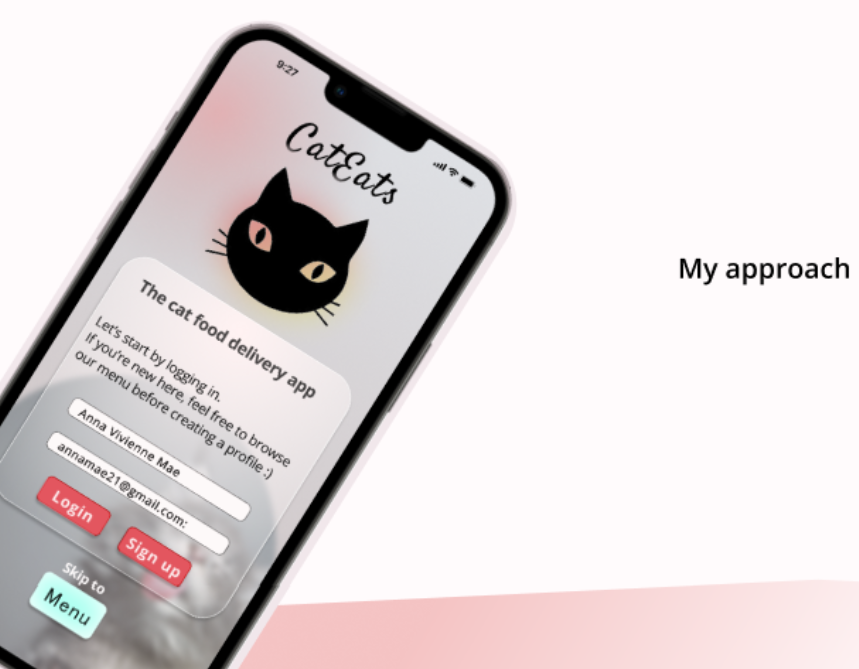 9:27
CatEats
The cat food delivery app
Let's start by logging in.
If you're new here, feel free to browse
our menu before creating a profile :)
Anna Vivienne Mae
annamae21@gmail.com:
Login
Sign up
Skip to
Menu
My approach